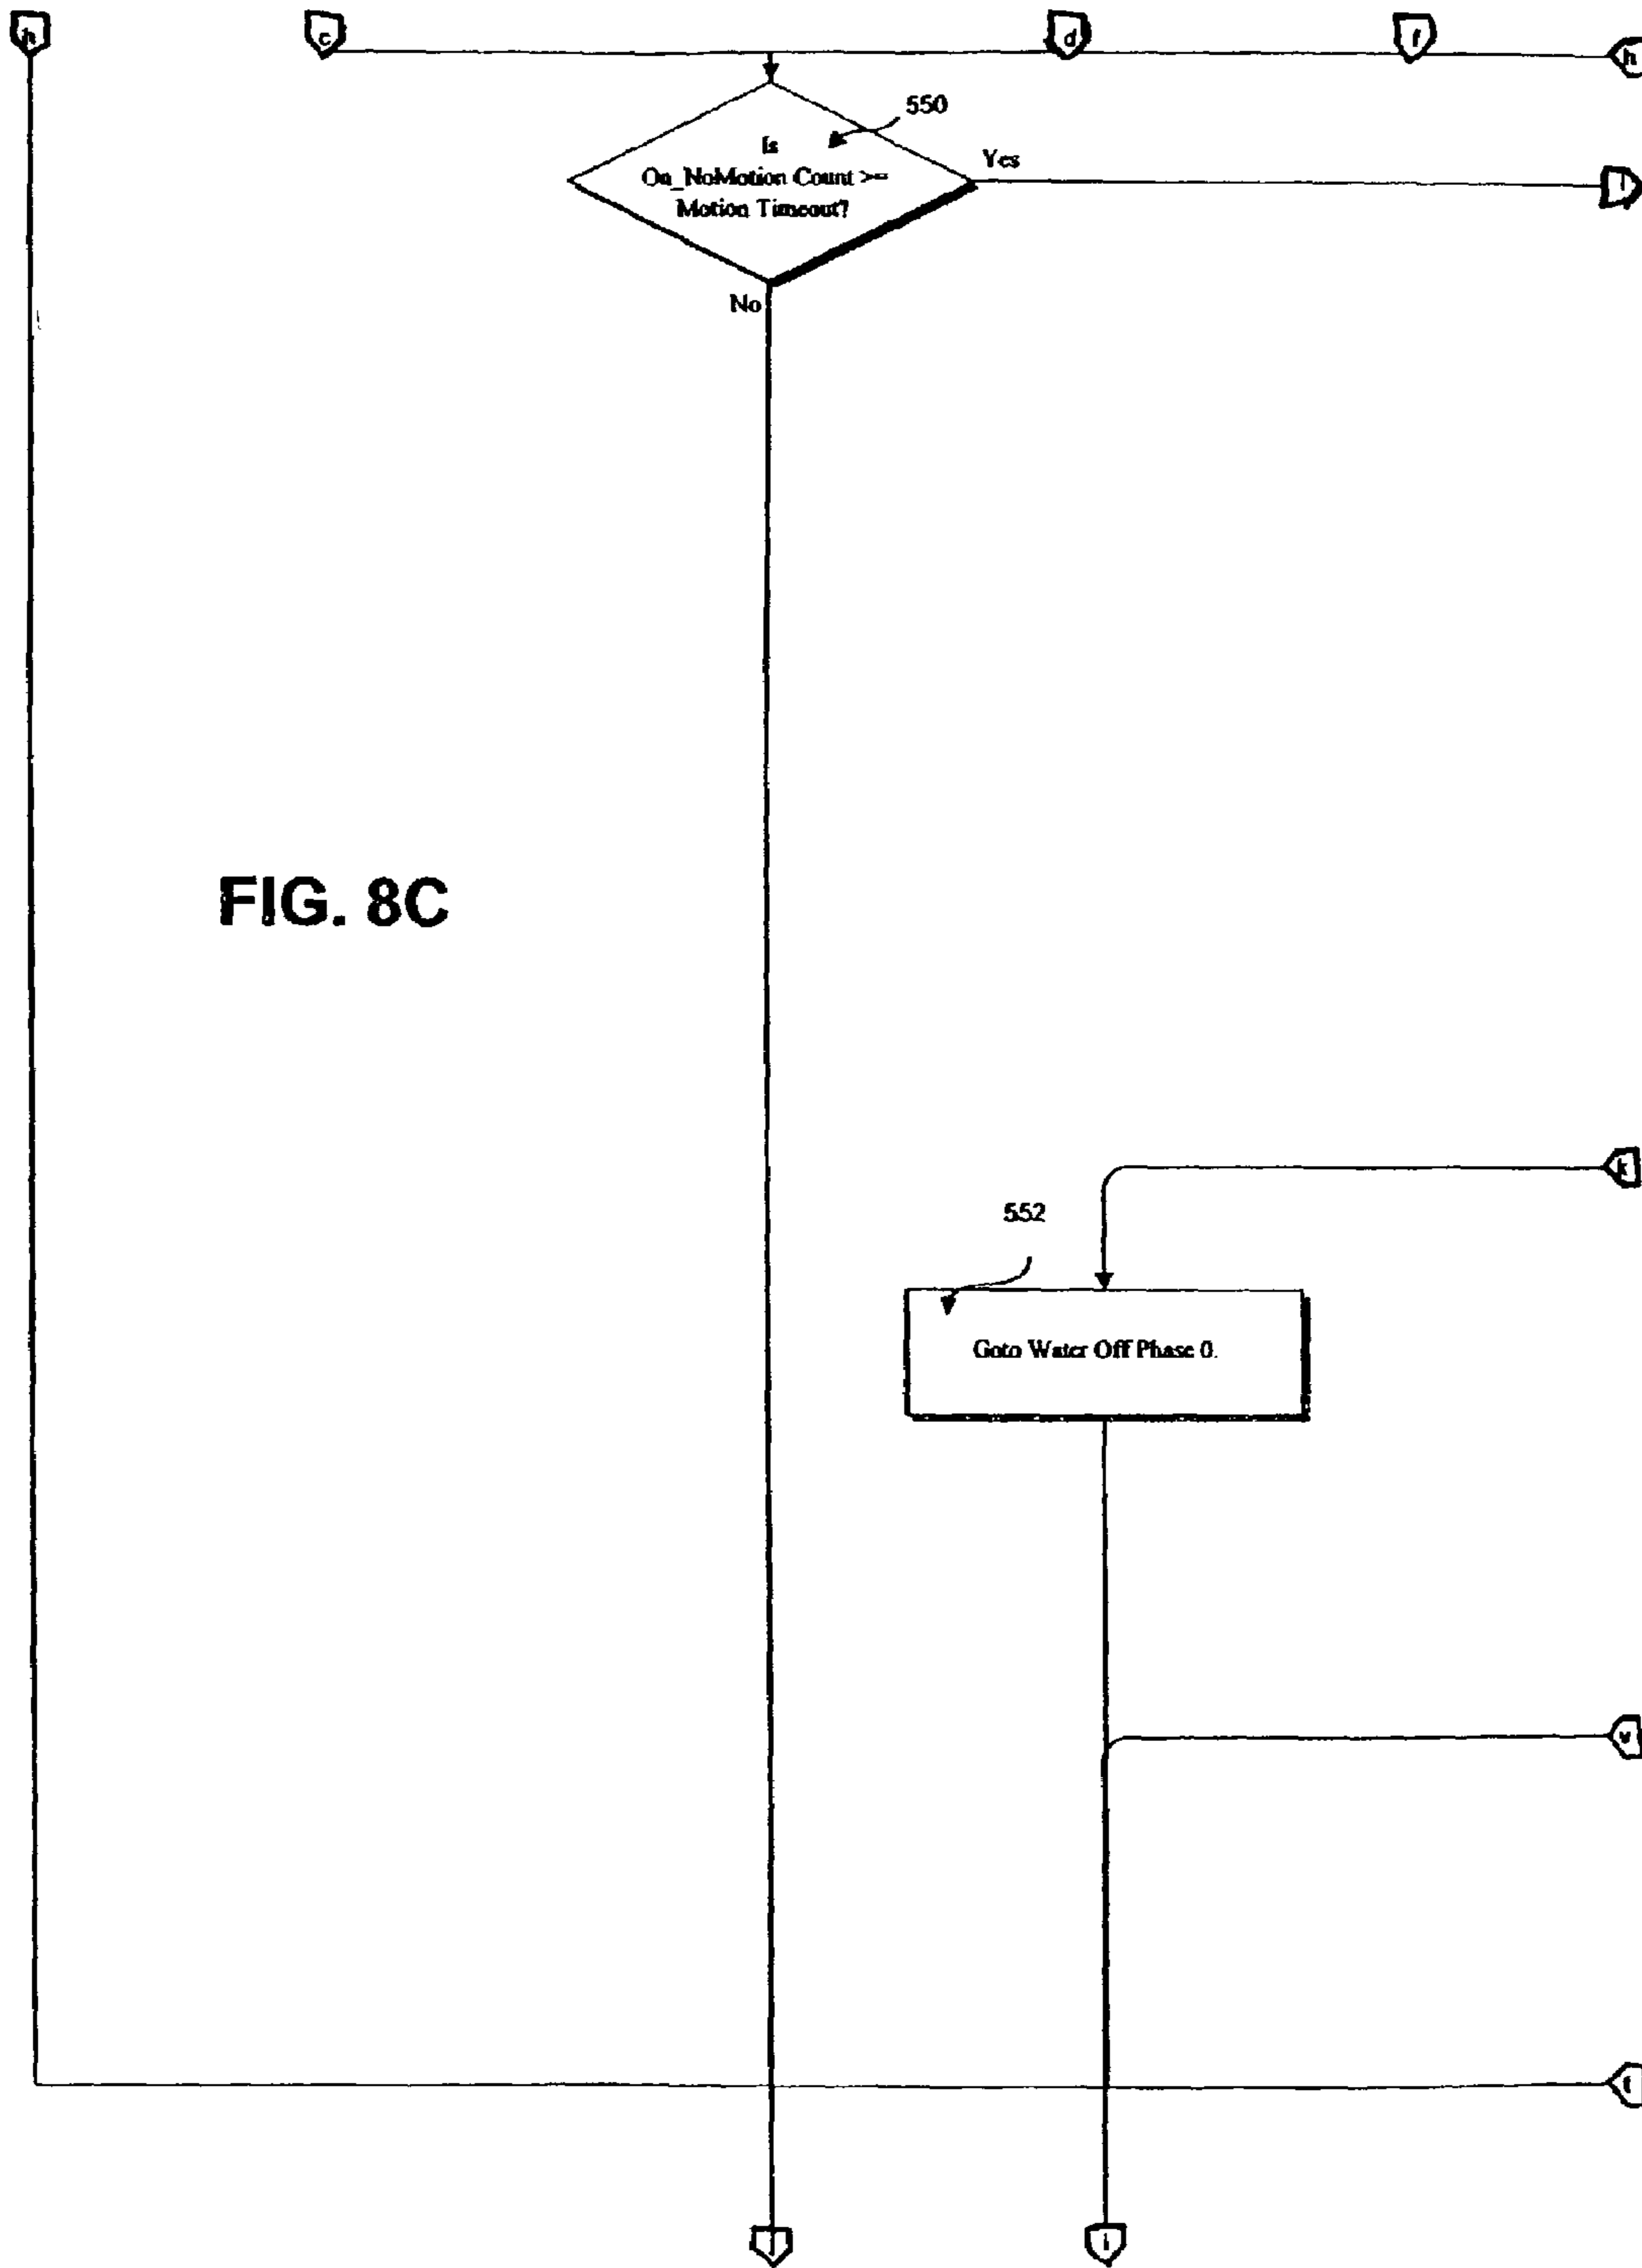 c
d
f
h
550
Is
On_NoMotion Count >=
Motion Timeout?
Yes
No
FIG. 8C
k
552
Goto Water Off Phase 0.
i